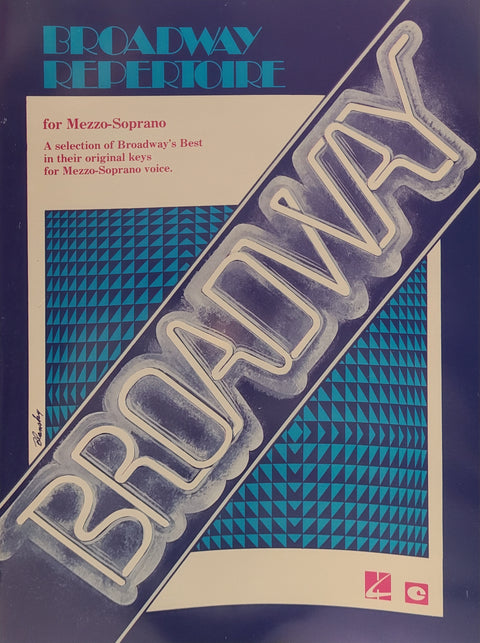 BROADWAY
REPERTOIRE
for Mezzo-Soprano
A selection of Broadway's Best
in their original keys
for Mezzo-Soprano voice.
BROADWAY